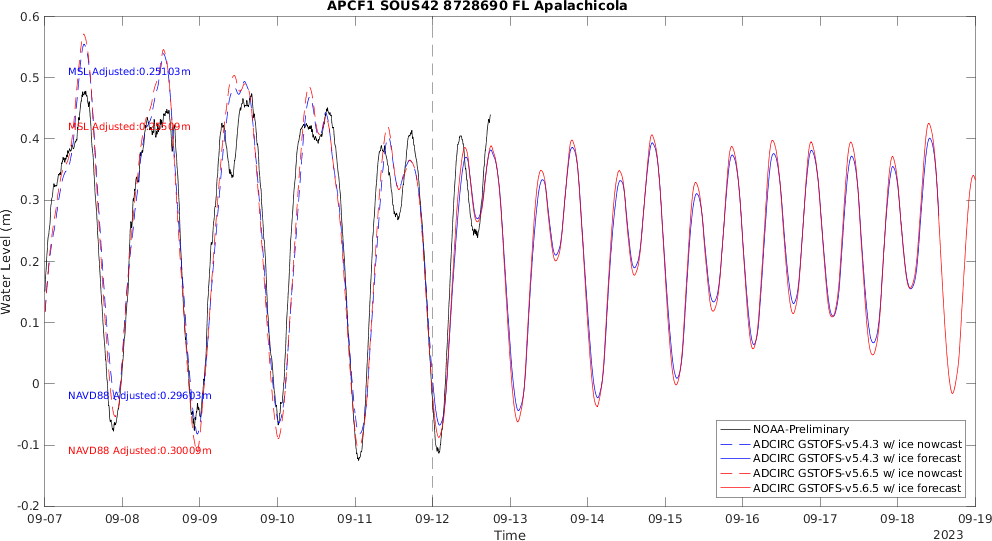 APCF1 SOUS42 8728690 FL Apalachicola
0.6
0.5
0.4
0.3
0.2
0.1
0
-0.1
-0.2
Water Level (m)
MSL Adjusted:0.25103m
MSL
NAVD88 Adjusted:0.29603m
NAVD88 Adjusted:0.30009m
NOAA-Preliminary
ADCIRC GSTOFS-v5.4.3 w/ ice nowcast
ADCIRC GSTOFS-v5.4.3 w/ ice forecast
ADCIRC GSTOFS-v5.6.5 w/ ice nowcast
ADCIRC GSTOFS-v5.6.5 w/ ice forecast
09-07 09-08 09-09 09-10 09-11 09-12 09-13 09-14 09-15 09-16 09-17 09-18 09-19
Time
2023